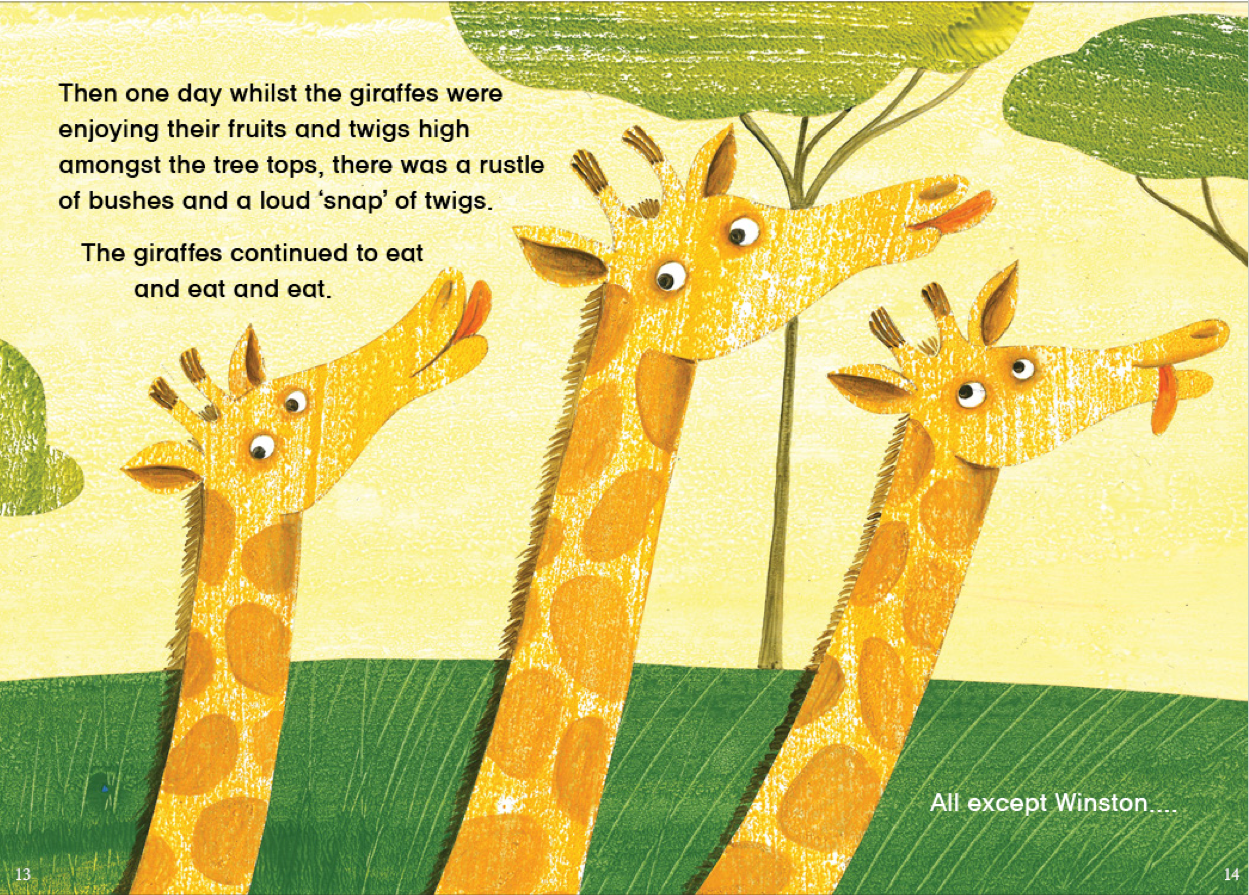 Then one day whilst the giraffes were
enjoying their fruits and twigs high
amongst the tree tops, there was a rustle
of bushes and a loud ‘snap’ of twigs.
The giraffes continued to eat
and eat and eat.
All except Winston....
13
14